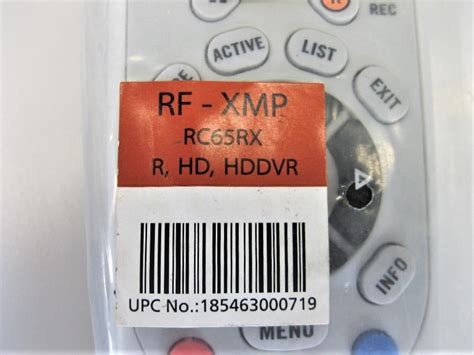 R
REC
ACTIVE
LIST
EXIT
RF - XMP
RC65RX
R, HD, HDDVR
INFO
UPC No.:185463000719
MENU